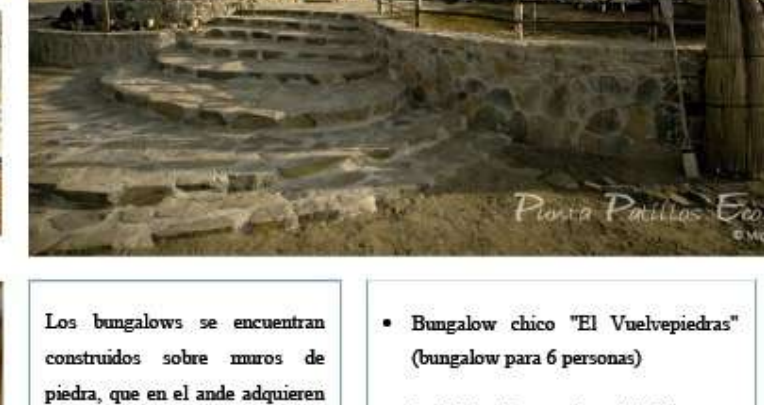 Punta Patillos Eco
Los bungalows se encuentran
construidos sobre muros de
piedra, que en el ande adquieren
• Bungalow chico "El Vuelvepiedras"
(bungalow para 6 personas)